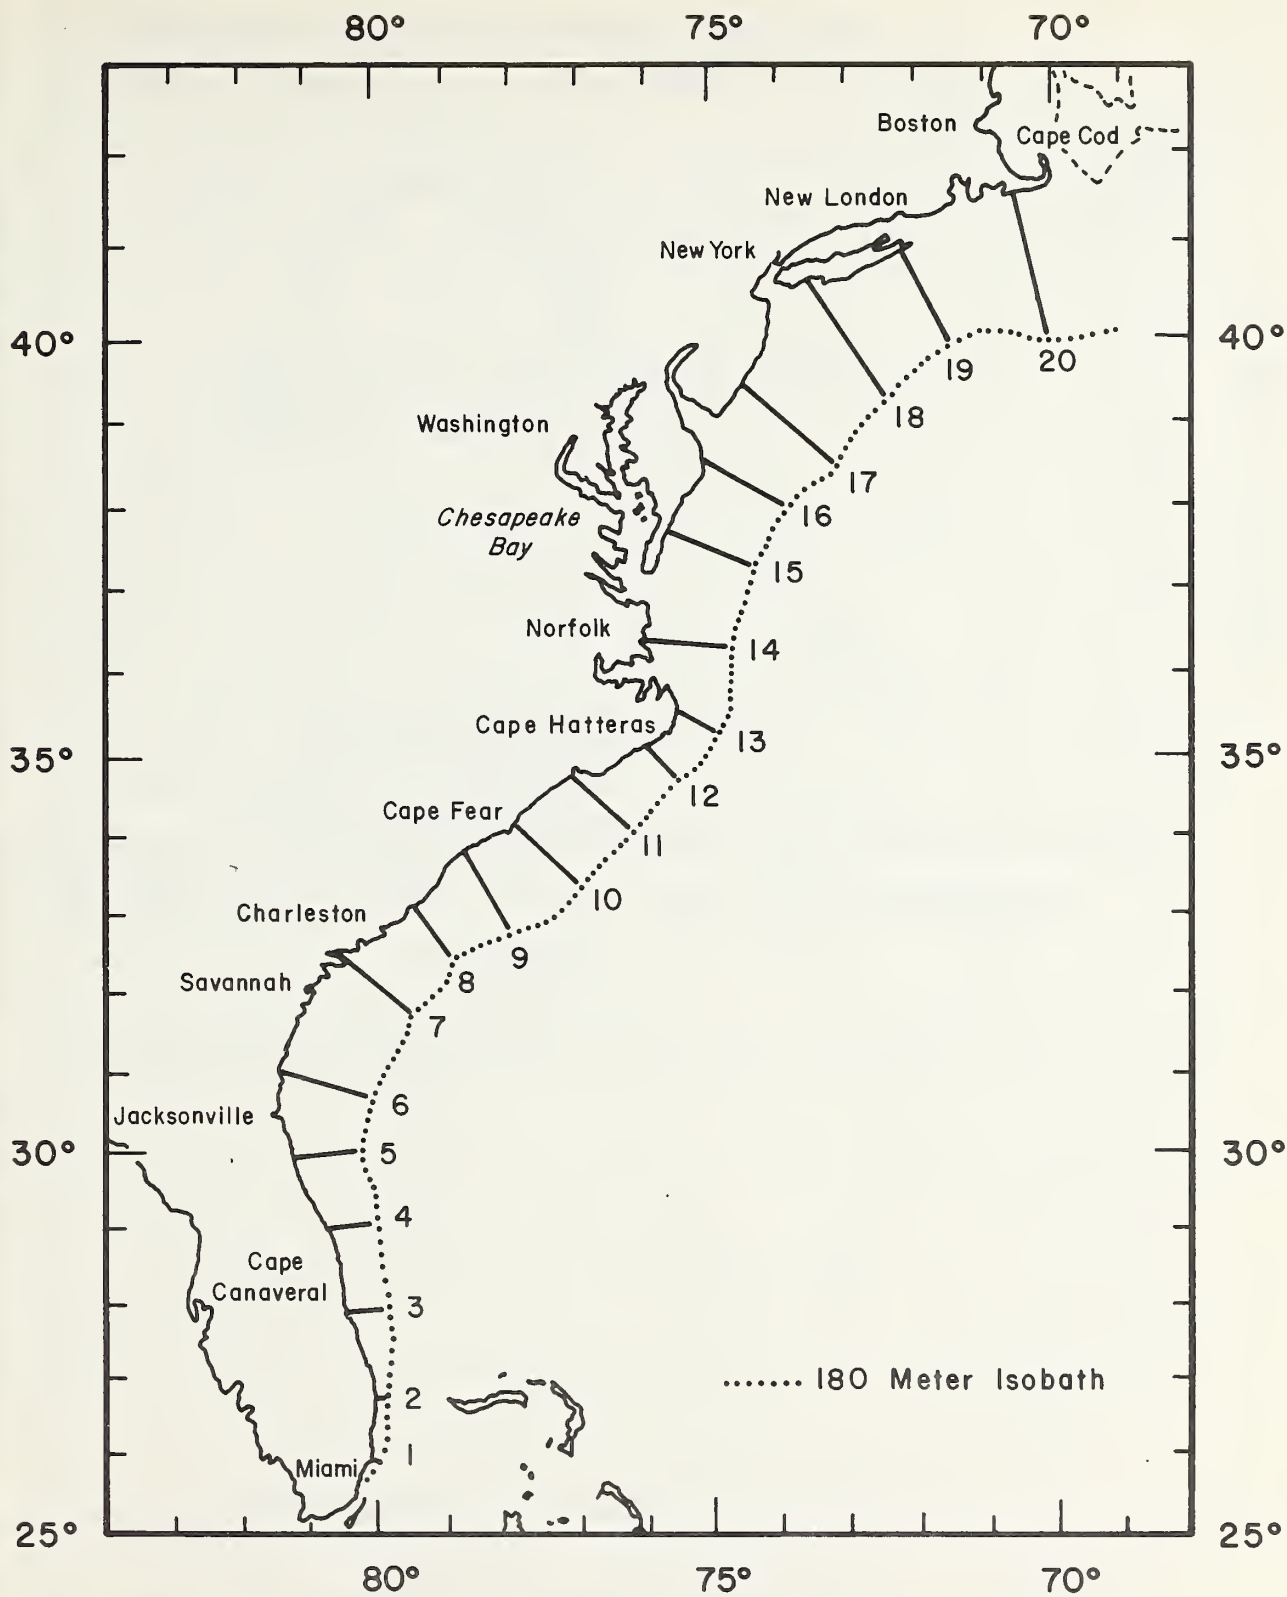 80° 75° 70°
Boston
Cape Cod
New London
New York
40° 40°
19 20
18
Washington
17
Chesapeake
Bay
16
15
Norfolk
14
Cape Hatteras
13
35° 35°
12
Cape Fear
11
10
Charleston
9
8
Savannah
7
6
Jacksonville
5
30° 30°
4
Cape
Canaveral
3
180 Meter Isobath
2
1
Miami
25° 25°
80° 75° 70°